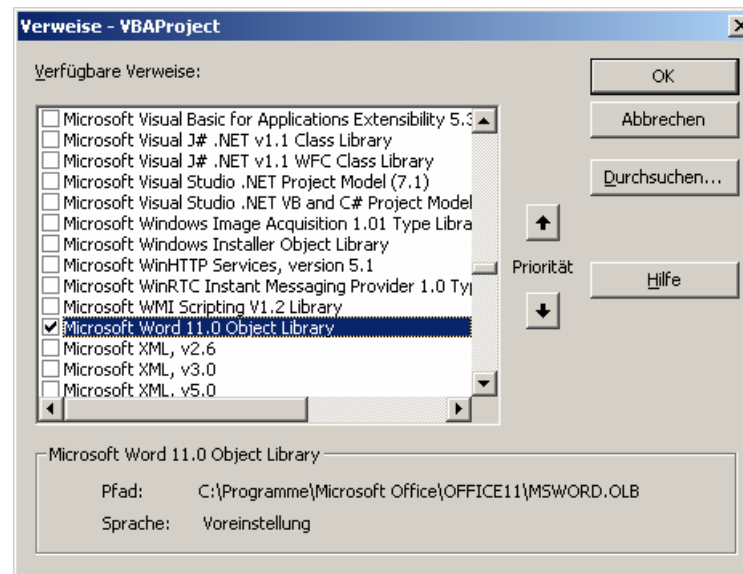 Verweise - VBAProject
Verfügbare Verweise:
OK
Abbrechen
Durchsuchen...
Priorität
Hilfe
Microsoft Visual Basic for Applications Extensibility 5.3
Microsoft Visual J# .NET v1.1 Class Library
Microsoft Visual J# .NET v1.1 WFC Class Library
Microsoft Visual Studio .NET Project Model (7.1)
Microsoft Visual Studio .NET VB and C# Project Model
Microsoft Windows Image Acquisition 1.01 Type Libra
Microsoft Windows Installer Object Library
Microsoft WinHTTP Services, version 5.1
Microsoft WinRTC Instant Messaging Provider 1.0 Typ
Microsoft WMI Scripting V1.2 Library
Microsoft Word 11.0 Object Library
Microsoft XML, v2.6
Microsoft XML, v3.0
Microsoft XML, v5.0
Microsoft Word 11.0 Object Library
Pfad: C:\Programme\Microsoft Office\OFFICE11\MSWORD.OLB
Sprache: Voreinstellung